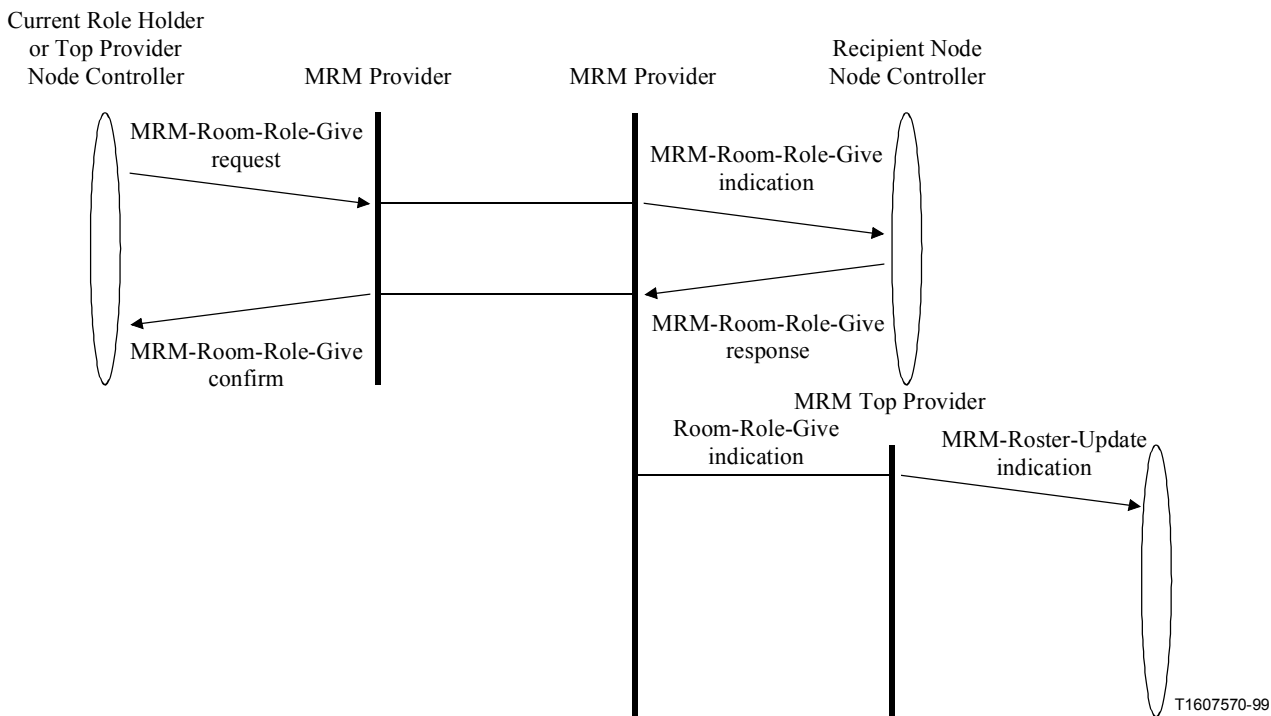 Current Role Holder
or Top Provider
Node Controller
MRM Provider
MRM Provider
Recipient Node
Node Controller
MRM-Room-Role-Give
request
MRM-Room-Role-Give
indication
MRM-Room-Role-Give
confirm
MRM-Room-Role-Give
response
MRM Top Provider
Room-Role-Give
indication
MRM-Roster-Update
indication
T1607570-99